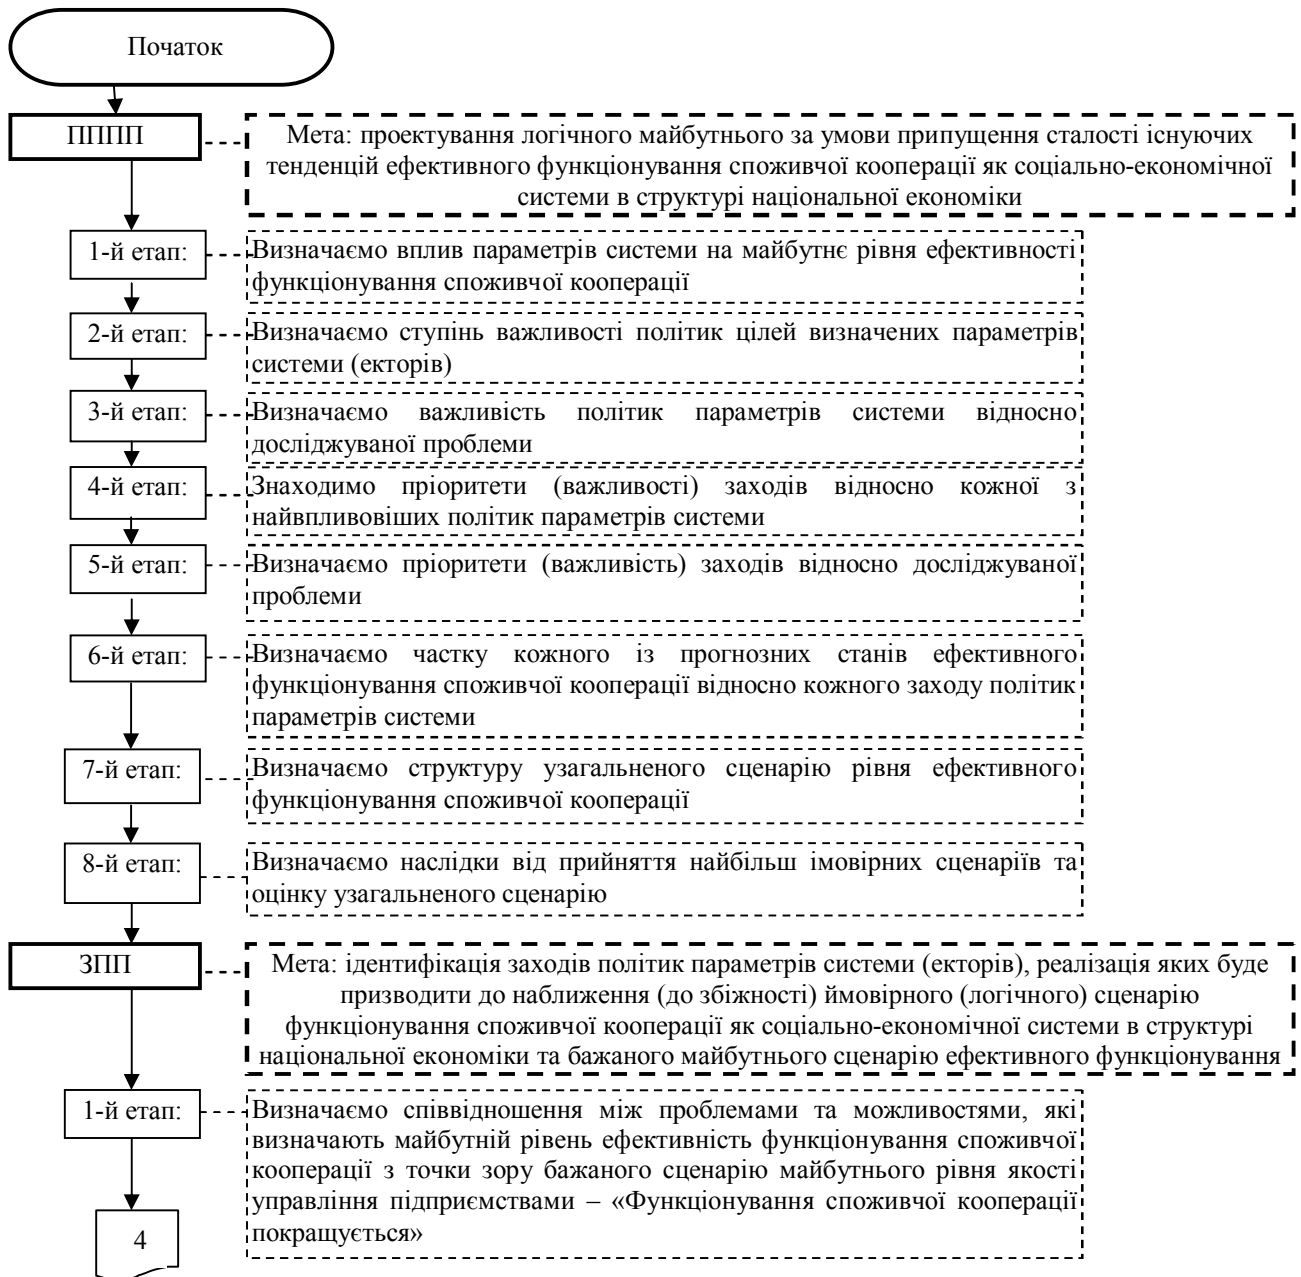 Початок
ПППП
Мета: проектування логічного майбутнього за умови припущення сталості існуючих
тенденцій ефективного функціонування споживчої кооперації як соціально-економічної
системи в структурі національної економіки
1-й етап:
Визначаємо вплив параметрів системи на майбутнє рівня ефективності
функціонування споживчої кооперації
2-й етап:
Визначаємо ступінь важливості політик цілей визначених параметрів
системи (екторів)
3-й етап:
Визначаємо важливість політик параметрів системи відносно
досліджуваної проблеми
4-й етап:
Знаходимо пріоритети (важливості) заходів відносно кожної з
найвпливовіших політик параметрів системи
5-й етап:
Визначаємо пріоритети (важливість) заходів відносно досліджуваної
проблеми
6-й етап:
Визначаємо частку кожного із прогнозних станів ефективного
функціонування споживчої кооперації відносно кожного заходу політик
параметрів системи
7-й етап:
Визначаємо структуру узагальненого сценарію рівня ефективного
функціонування споживчої кооперації
8-й етап:
Визначаємо наслідки від прийняття найбільш імовірних сценаріїв та
оцінку узагальненого сценарію
ЗПП
Мета: ідентифікація заходів політик параметрів системи (екторів), реалізація яких буде
призводити до наближення (до збіжності) ймовірного (логічного) сценарію
функціонування споживчої кооперації як соціально-економічної системи в структурі
національної економіки та бажаного майбутнього сценарію ефективного функціонування
1-й етап:
Визначаємо співвідношення між проблемами та можливостями, які
визначають майбутній рівень ефективність функціонування споживчої
кооперації з точки зору бажаного сценарію майбутнього рівня якості
управління підприємствами – «Функціонування споживчої кооперації
покращується»
4